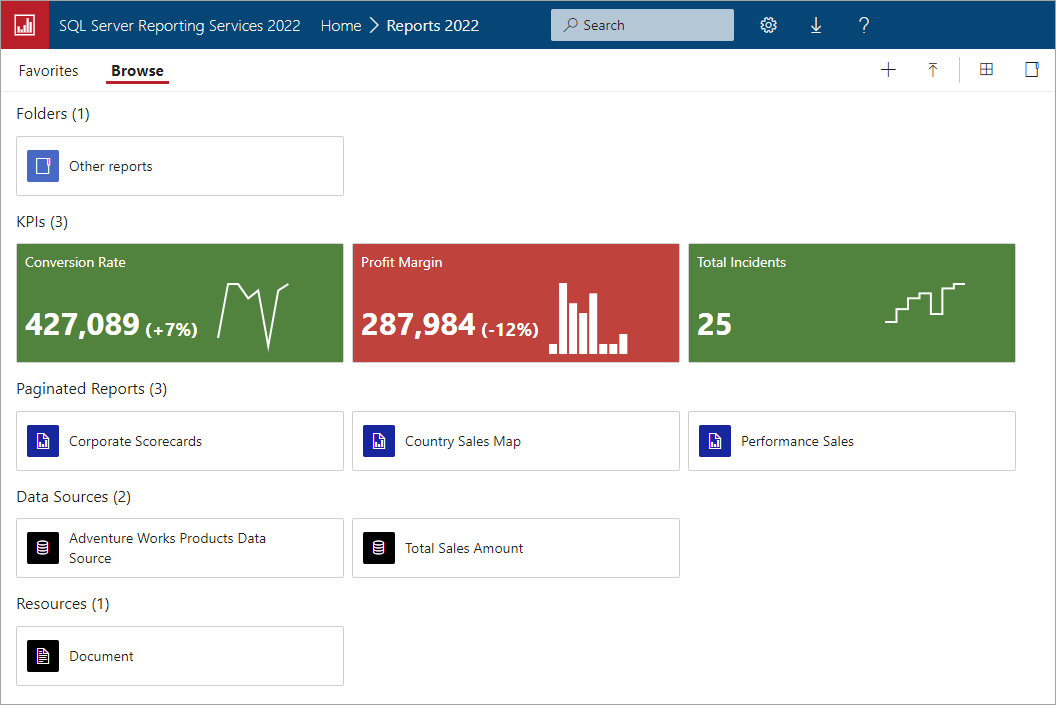 SQL Server Reporting Services 2022 Home Reports 2022 Search ?
Favorites Browse
Folders (1)
Other reports
KPIs (3)
Conversion Rate
427,089 (+7%)
Profit Margin
287,984 (-12%)
Total Incidents
25
Paginated Reports (3)
Corporate Scorecards
Country Sales Map
Performance Sales
Data Sources (2)
Adventure Works Products Data
Source
Total Sales Amount
Resources (1)
Document